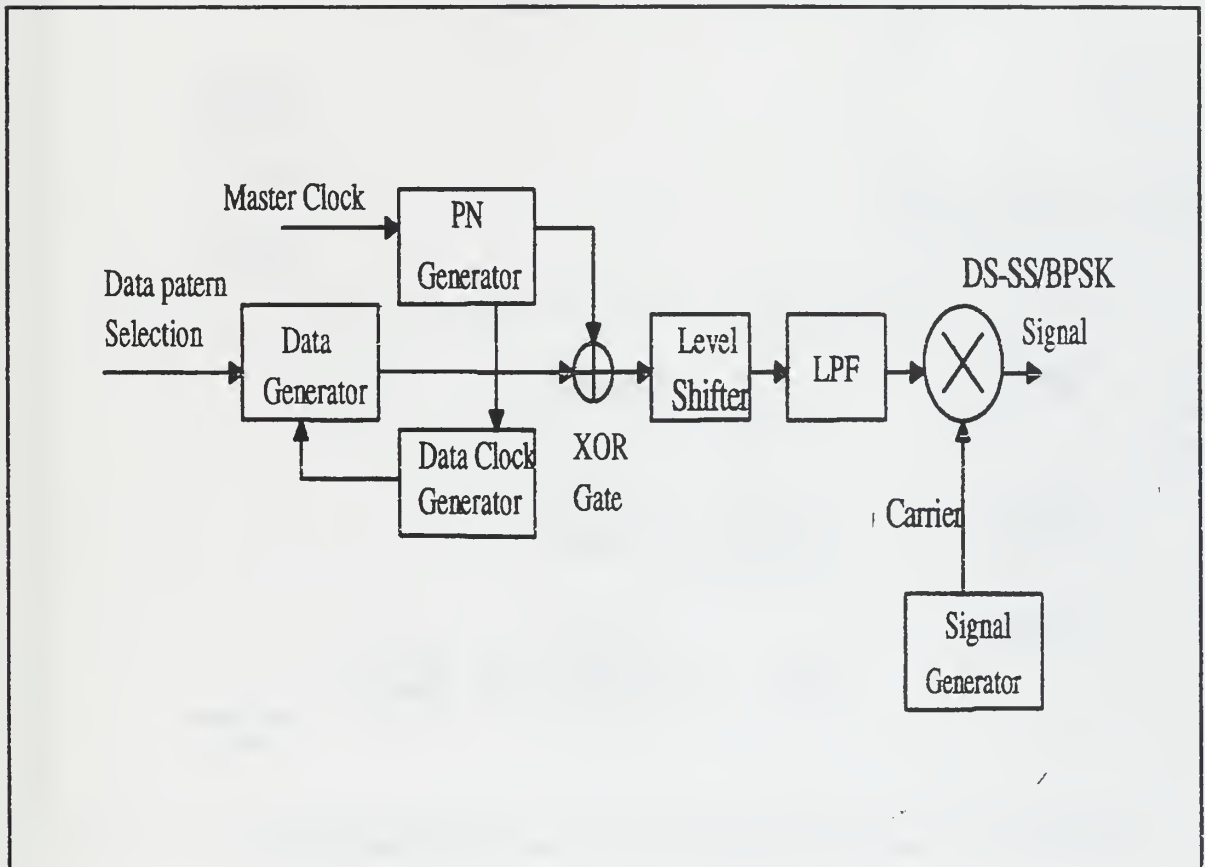 Master Clock
PN
Generator
Data patern
Selection
Data
Generator
Data Clock
Generator
XOR
Gate
Level
Shifter
LPF
DS-SS/BPSK
Signal
Carrier
Signal
Generator